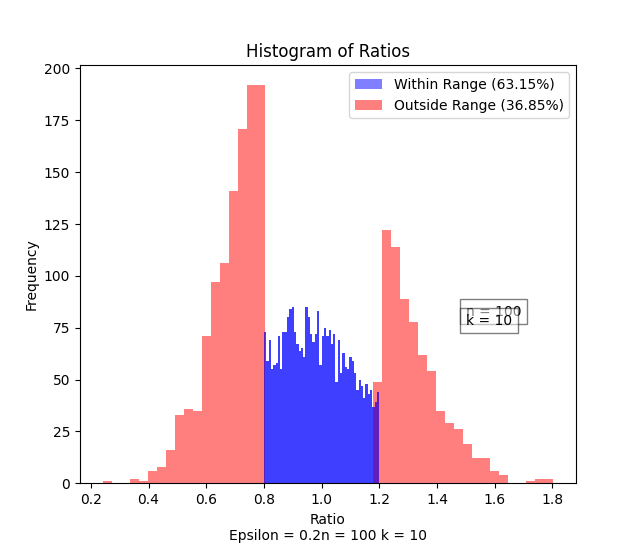 Histogram of Ratios
Within Range (63.15%)
Outside Range (36.85%)
200
175
150
125
100
75
50
25
0
Frequency
n = 100
k = 10
0.2 0.4 0.6 0.8 1.0 1.2 1.4 1.6 1.8
Ratio
Epsilon = 0.2n = 100 k = 10